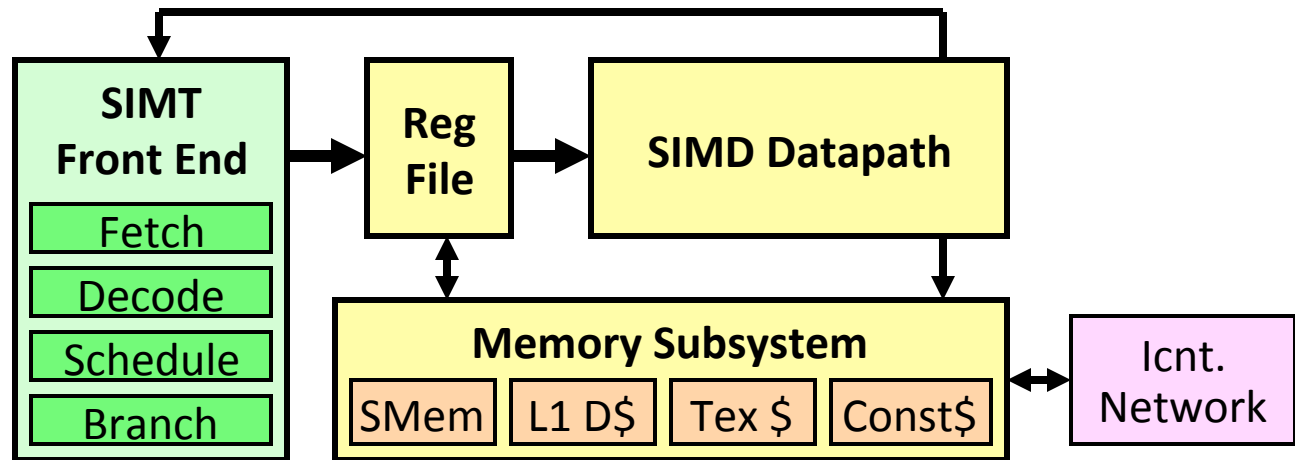 SIMT
Front End
Fetch
Decode
Schedule
Branch
Reg
File
SIMD Datapath
Memory Subsystem
SMem
L1 D$
Tex $
Const$
Icnt.
Network